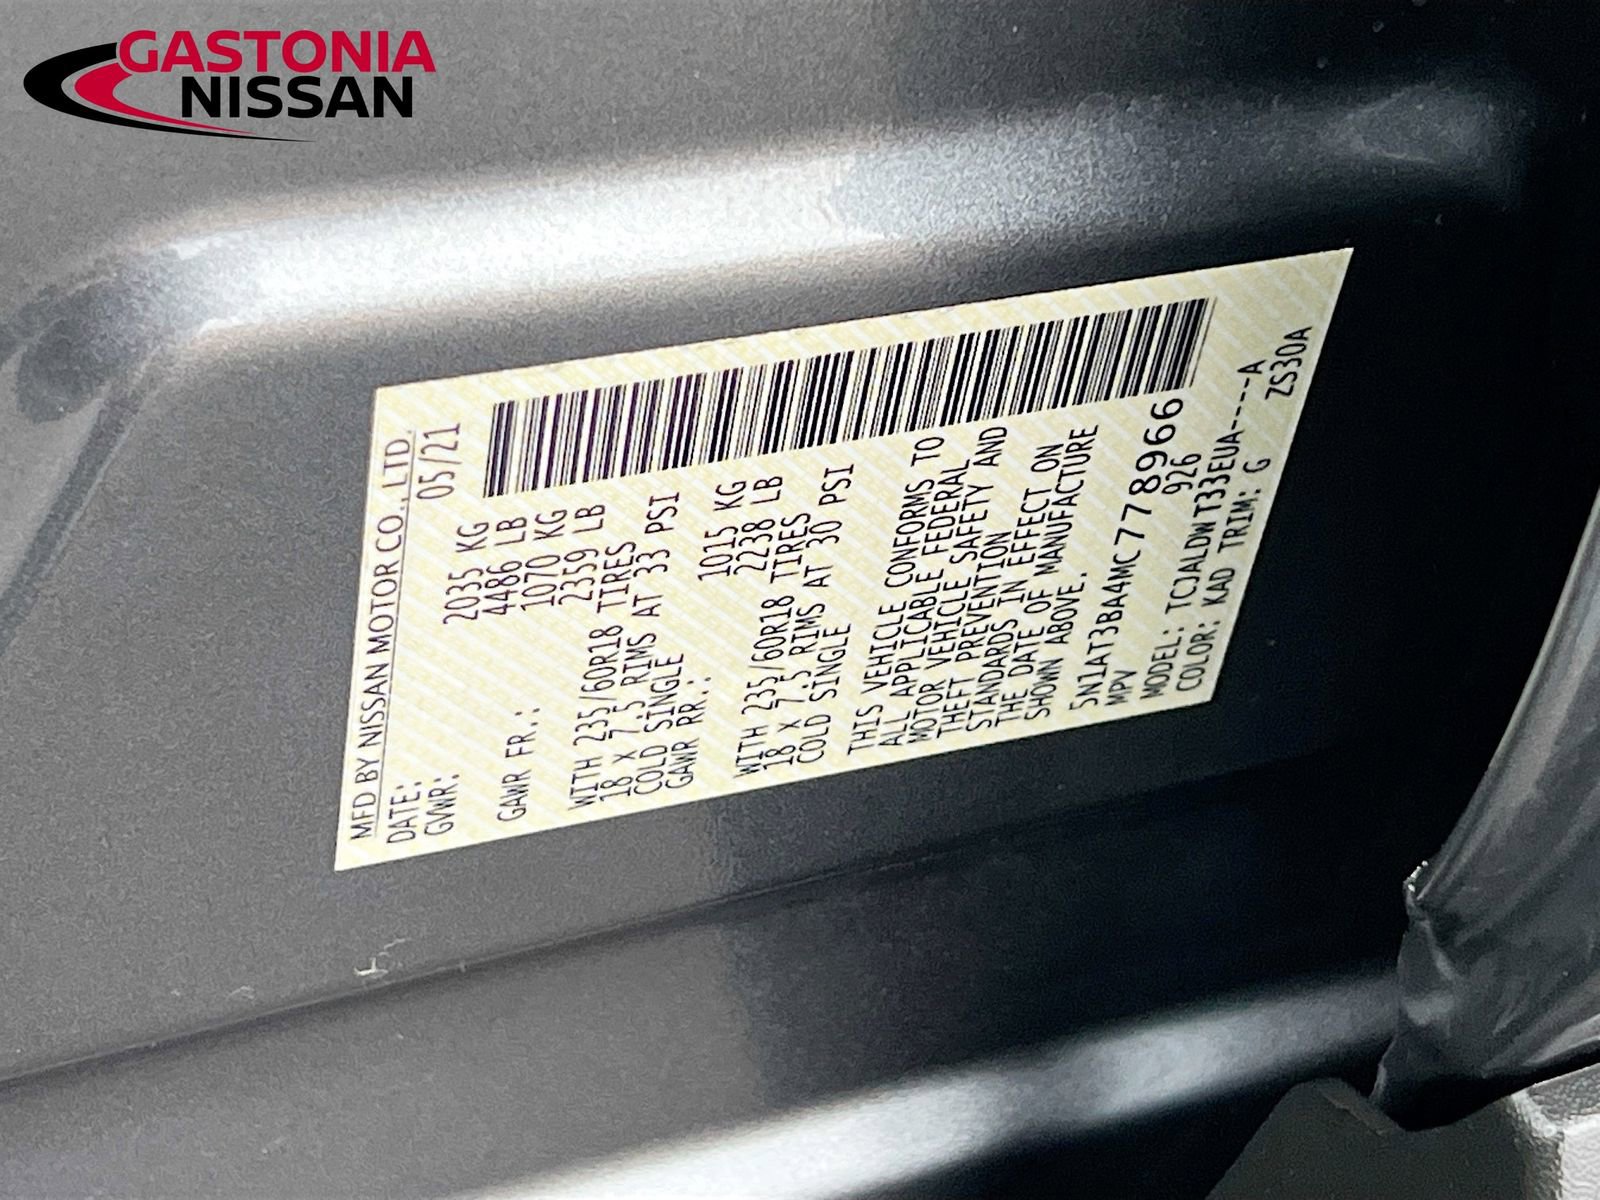 GASTONIA
NISSAN
MFD BY NISSAN MOTOR CO., LTD.
DATE: 05/21
GVWR: 2035 KG
4486 LB
GAWR FR.: 1070 KG
2359 LB
WITH 235/60R18 TIRES
18 X 7.5 RIMS AT 33 PSI
COLD SINGLE
GAWR RR.: 1015 KG
2238 LB
WITH 235/60R18 TIRES
18 X 7.5 RIMS AT 30 PSI
COLD SINGLE
THIS VEHICLE CONFORMS TO
ALL APPLICABLE FEDERAL
MOTOR VEHICLE SAFETY AND
THEFT PREVENTION
STANDARDS IN EFFECT ON
THE DATE OF MANUFACTURE
SHOWN ABOVE.
5N1AT3BA4MC778966
MPV 926
MODEL: TCJALDWT33EUA----A
COLOR: KAD TRIM: G
ZS30A